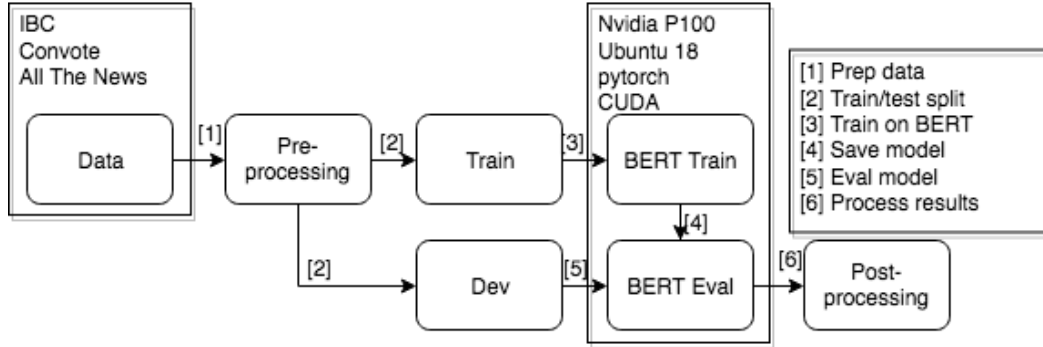 IBC
Convote
All The News
Data
[1]
Pre-
processing
[2]
[2]
Train
Dev
[3]
[5]
Nvidia P100
Ubuntu 18
pytorch
CUDA
BERT Train
[4]
BERT Eval
[6]
Post-
processing
[1] Prep data
[2] Train/test split
[3] Train on BERT
[4] Save model
[5] Eval model
[6] Process results